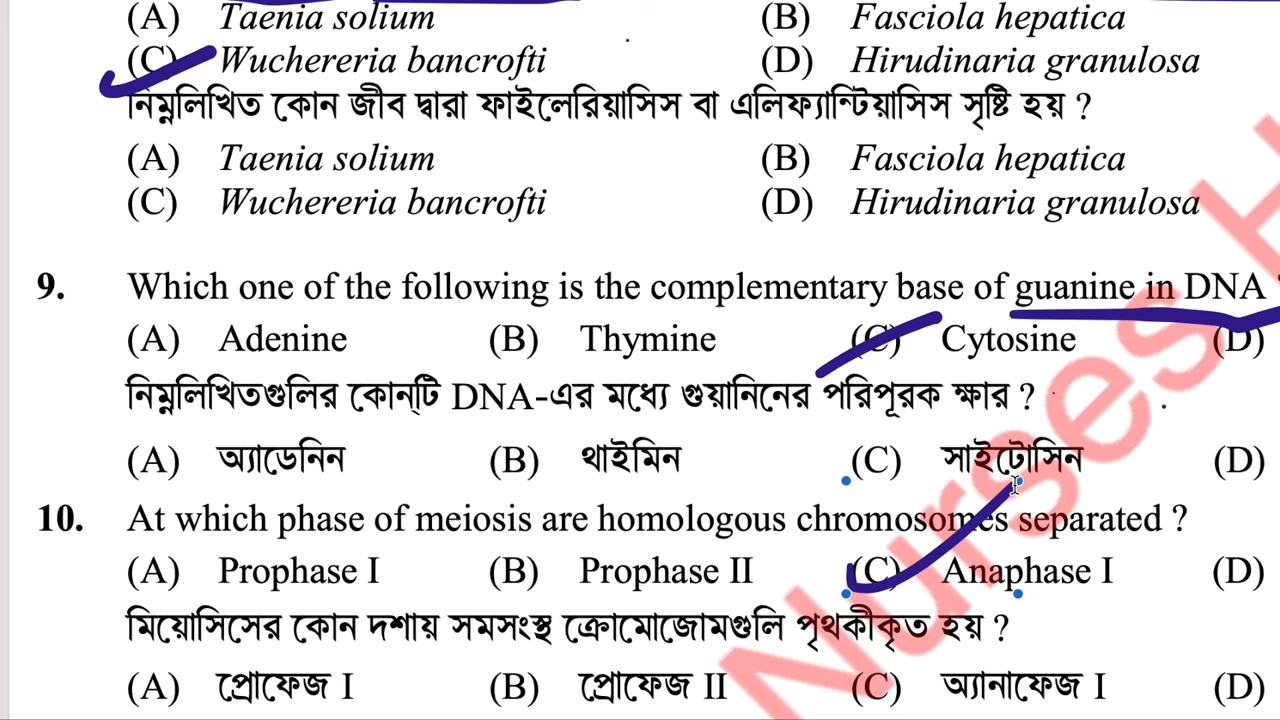 (A) Taenia solium (B) Fasciola hepatica
(C) Wuchereria bancrofti (D) Hirudinaria granulosa
নিম্নলিখিত কোন জীব দ্বারা ফাইলেরিয়াসিস বা এলিফ্যান্টিয়াসিস সৃষ্টি হয় ?
(A) Taenia solium (B) Fasciola hepatica
(C) Wuchereria bancrofti (D) Hirudinaria granulosa
9. Which one of the following is the complementary base of guanine in DNA
(A) Adenine (B) Thymine (C) Cytosine (D)
নিম্নলিখিতগুলির কোন্‌টি DNA-এর মধ্যে গুয়ানিনের পরিপূরক ক্ষার ?
(A) অ্যাডেনিন (B) থাইমিন (C) সাইটোসিন (D)
10. At which phase of meiosis are homologous chromosomes separated ?
(A) Prophase I (B) Prophase II (C) Anaphase I (D)
মিয়োসিসের কোন দশায় সমসংস্থ ক্রোমোজোমগুলি পৃথকীকৃত হয় ?
(A) প্রোফেজ I (B) প্রোফেজ II (C) অ্যানাফেজ I (D)
Nurses H